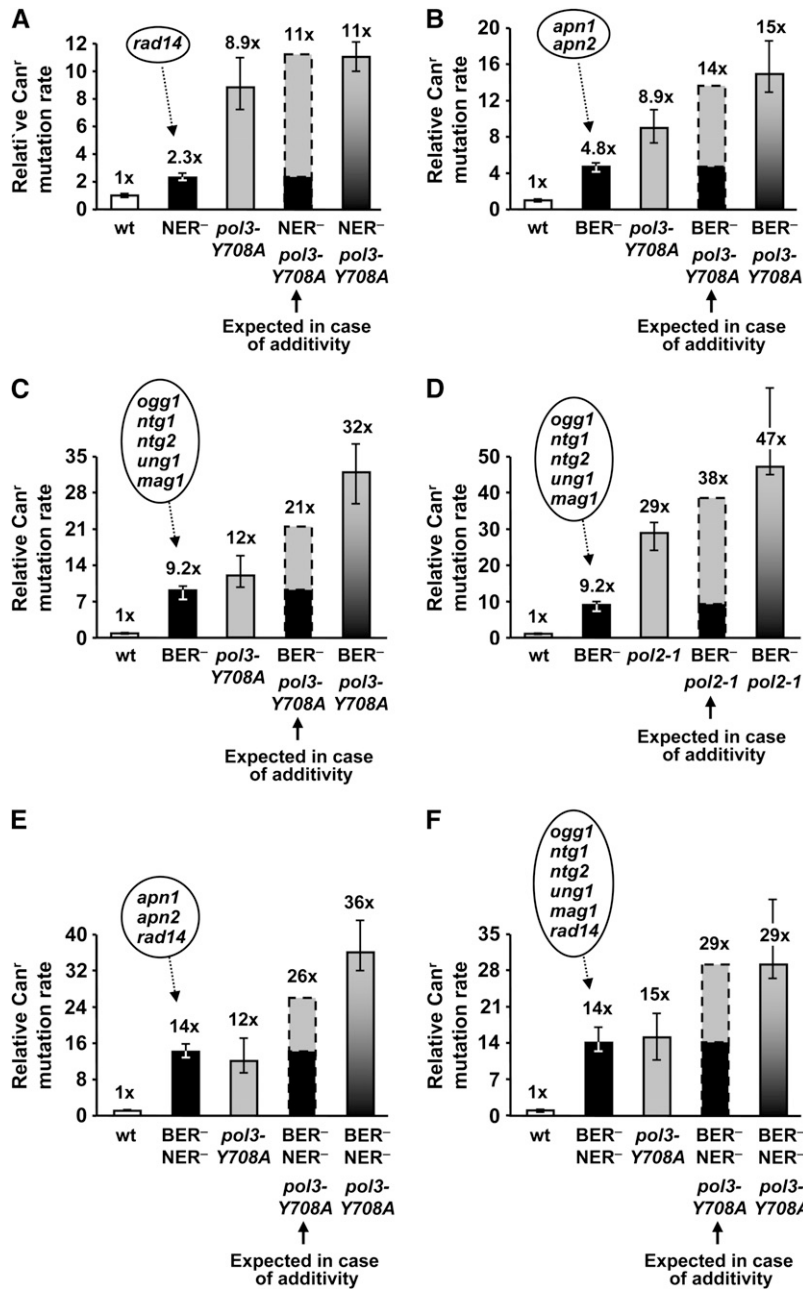 A
rad14
Relati`ve Canʳ
mutation rate
12
10
8
6
4
2
0
1x
2.3x
8.9x
11x
11x
wt
NER⁻
pol3-
Y708A
NER⁻
pol3-
Y708A
NER⁻
pol3-
Y708A
Expected in case
of additivity
B
apn1
apn2
Relative Canʳ
mutation rate
20
16
12
8
4
0
1x
4.8x
8.9x
14x
15x
wt
BER⁻
pol3-
Y708A
BER⁻
pol3-
Y708A
BER⁻
pol3-
Y708A
Expected in case
of additivity
C
ogg1
ntg1
ntg2
ung1
mag1
Relative Canʳ
mutation rate
35
28
21
14
7
0
1x
9.2x
12x
21x
32x
wt
BER⁻
pol3-
Y708A
BER⁻
pol3-
Y708A
BER⁻
pol3-
Y708A
Expected in case
of additivity
D
ogg1
ntg1
ntg2
ung1
mag1
Relative Canʳ
mutation rate
50
40
30
20
10
0
1x
9.2x
29x
38x
47x
wt
BER⁻
pol2-1
BER⁻
pol2-1
BER⁻
pol2-1
Expected in case
of additivity
E
apn1
apn2
rad14
Relative Canʳ
mutation rate
40
32
24
16
8
0
1x
14x
12x
26x
36x
wt
BER⁻
NER⁻
pol3-
Y708A
BER⁻
NER⁻
pol3-
Y708A
BER⁻
NER⁻
pol3-
Y708A
Expected in case
of additivity
F
ogg1
ntg1
ntg2
ung1
mag1
rad14
Relative Canʳ
mutation rate
35
28
21
14
7
0
1x
14x
15x
29x
29x
wt
BER⁻
NER⁻
pol3-
Y708A
BER⁻
NER⁻
pol3-
Y708A
BER⁻
NER⁻
pol3-
Y708A
Expected in case
of additivity